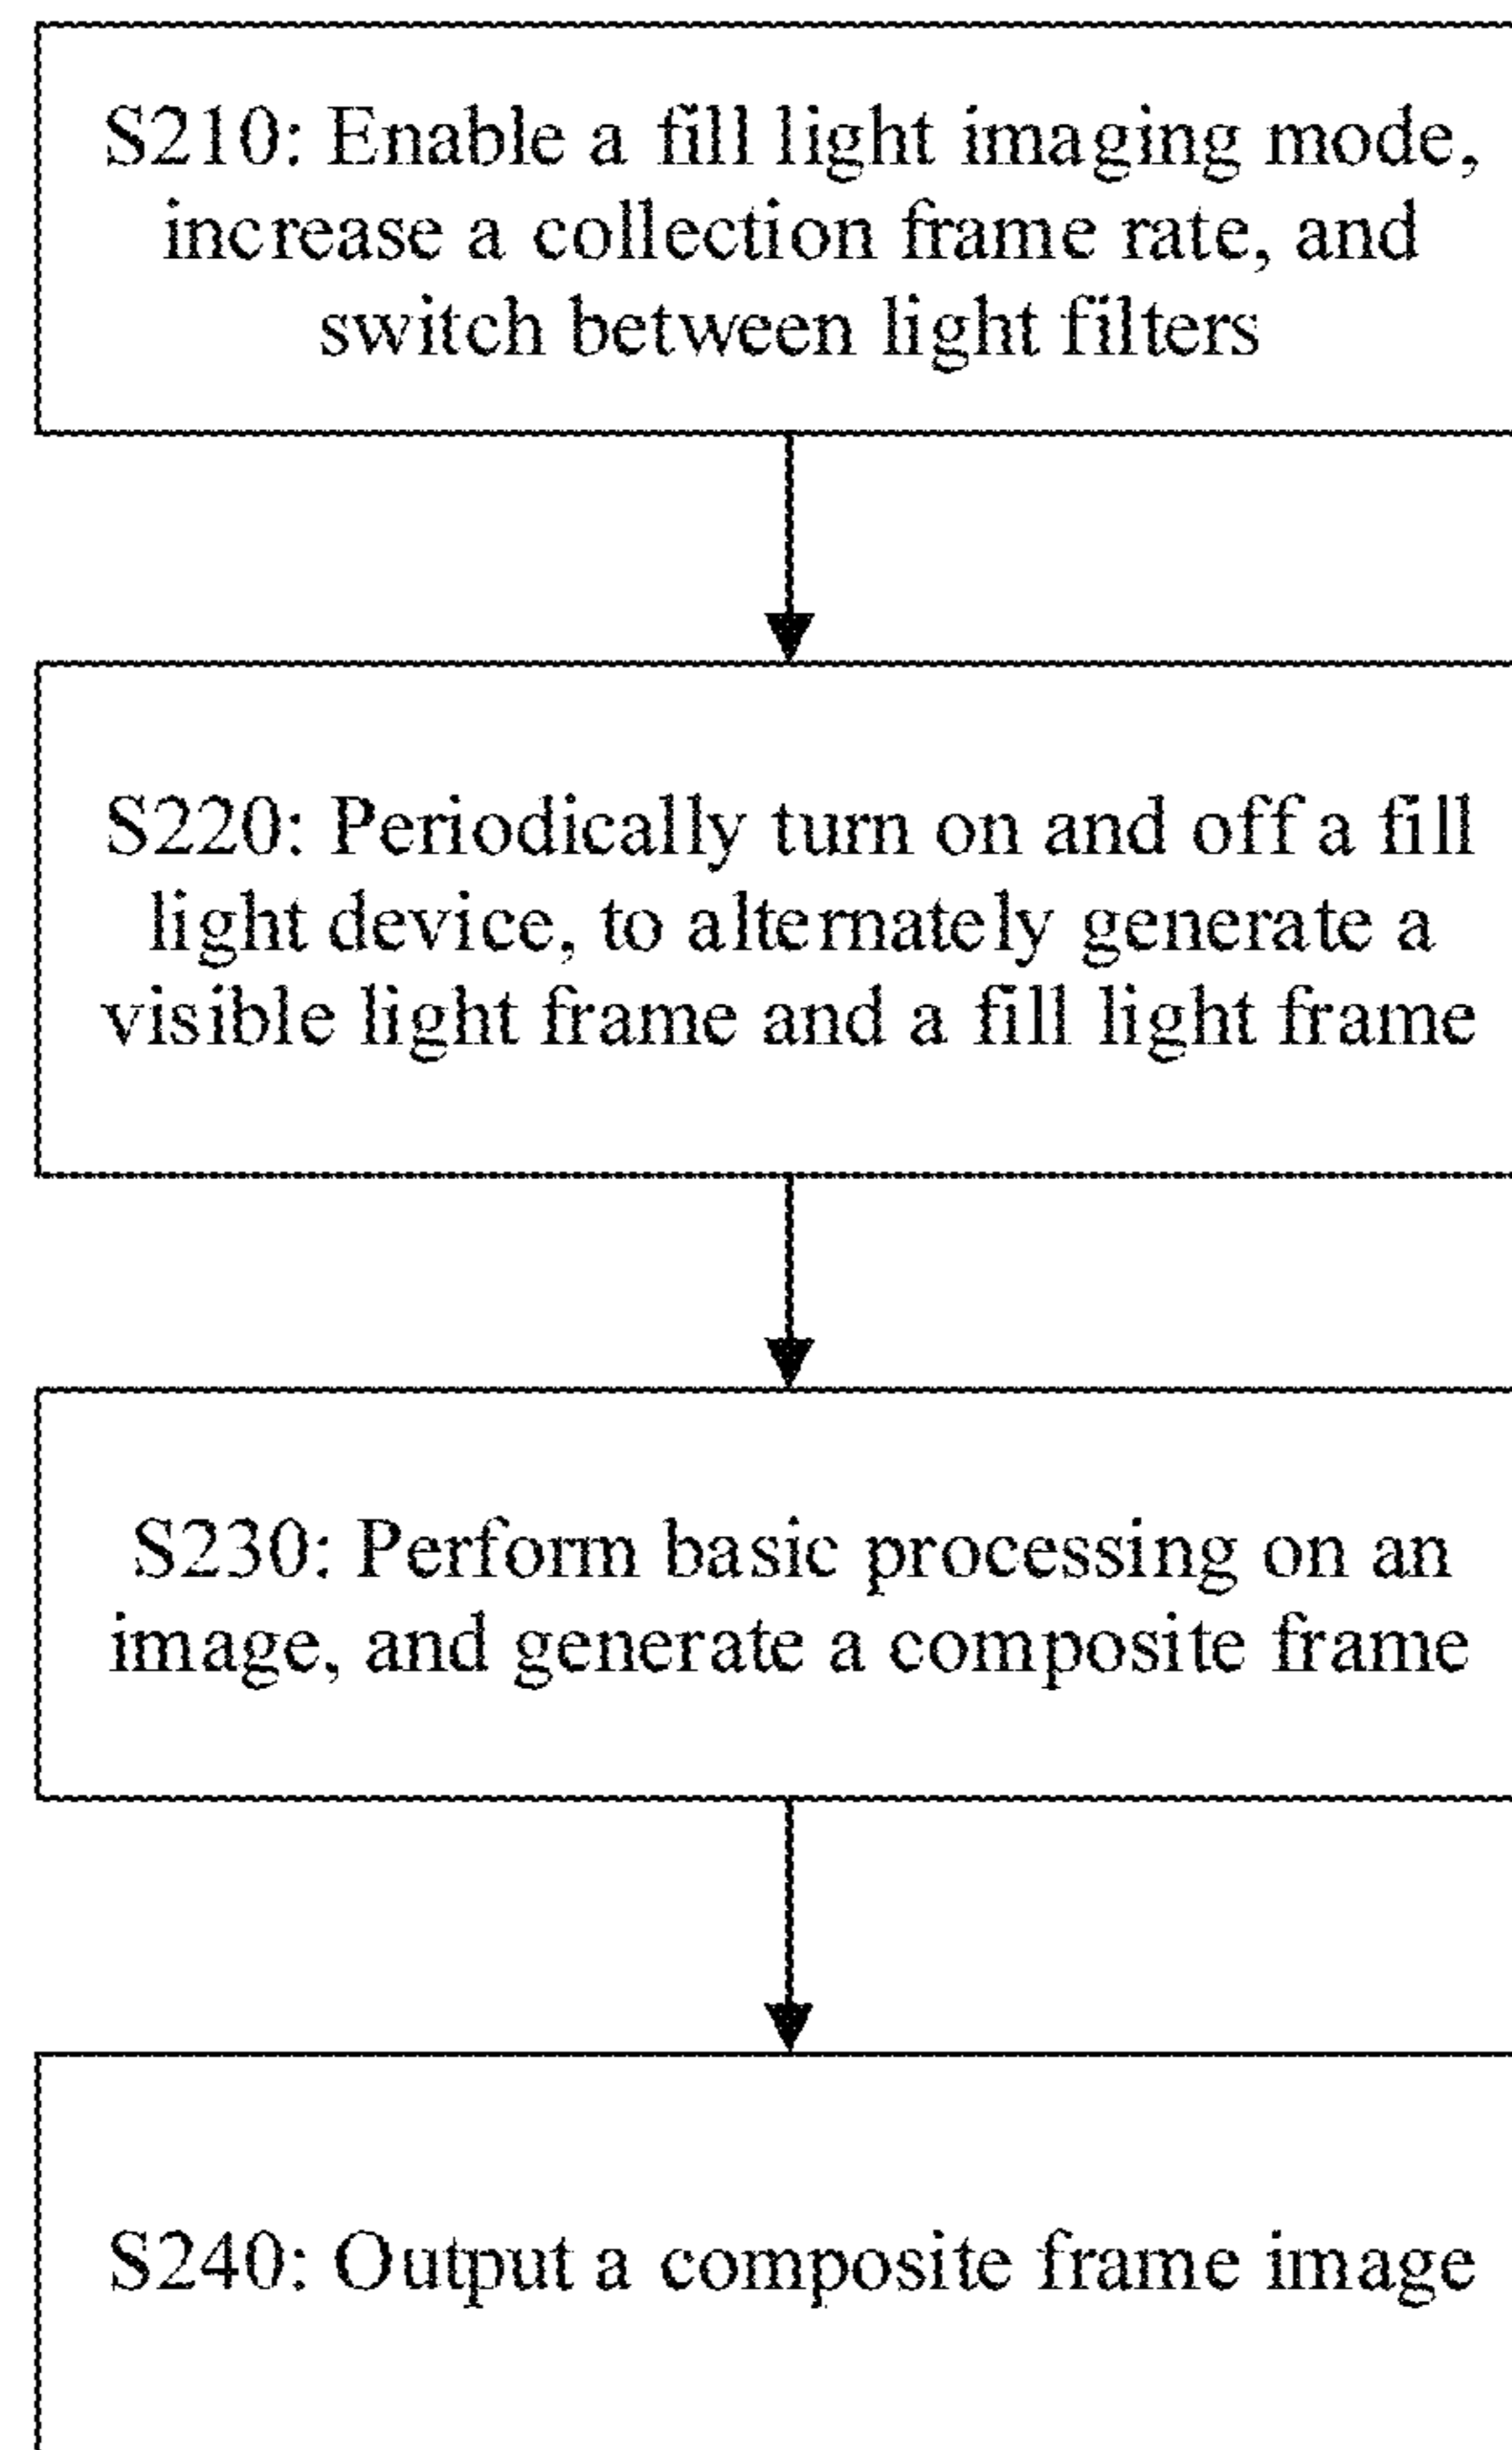 S210: Enable a fill light imaging mode,
increase a collection frame rate, and
switch between light filters
S220: Periodically turn on and off a fill
light device, to alternately generate a
visible light frame and a fill light frame
S230: Perform basic processing on an
image, and generate a composite frame
S240: Output a composite frame image